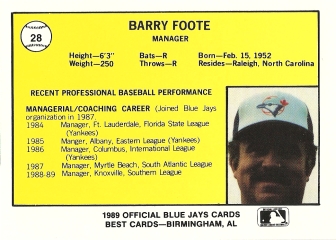 28
BARRY FOOTE
MANAGER
Height—6'3" Bats—R Born—Feb. 15, 1952
Weight—250 Throws—R Resides—Raleigh, North Carolina
RECENT PROFESSIONAL BASEBALL PERFORMANCE
MANAGERIAL/COACHING CAREER (Joined Blue Jays
organization in 1987.
1984 Manager, Ft. Lauderdale, Florida State League
(Yankees)
1985 Manger, Albany, Eastern League (Yankees)
1986 Manager, Columbus, International League
(Yankees)
1987 Manager, Myrtle Beach, South Atlantic League
1988-89 Manager, Knoxville, Southern League
1989 OFFICIAL BLUE JAYS CARDS
BEST CARDS—BIRMINGHAM, AL